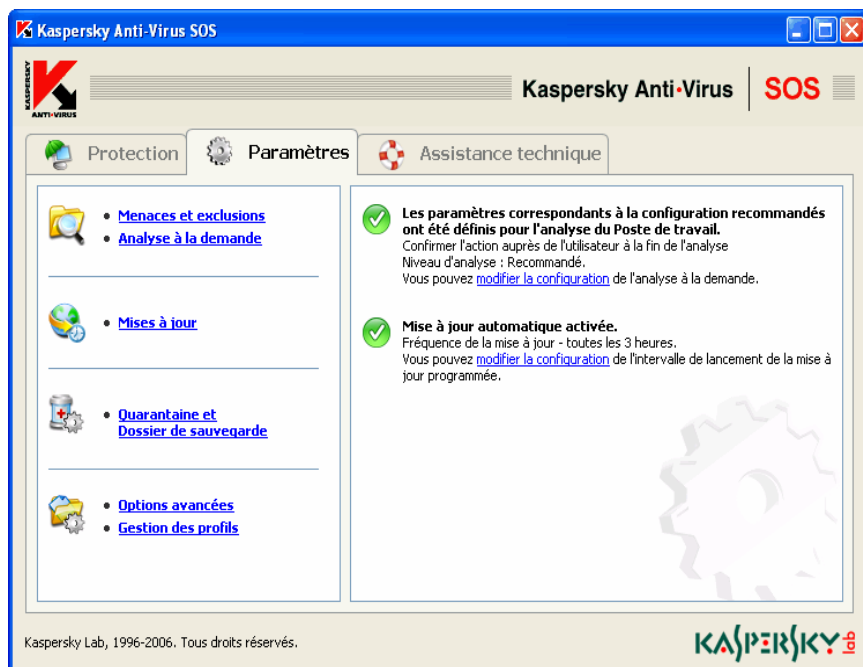 Kaspersky Anti-Virus SOS
KASPERSKY
ANTI-VIRUS
Kaspersky Anti•Virus SOS
Protection
Paramètres
Assistance technique
Menaces et exclusions
Analyse à la demande
Mises à jour
Quarantaine et
Dossier de sauvegarde
Options avancées
Gestion des profils
Les paramètres correspondants à la configuration recommandés
ont été définis pour l'analyse du Poste de travail.
Confirmer l'action auprès de l'utilisateur à la fin de l'analyse
Niveau d'analyse : Recommandé.
Vous pouvez modifier la configuration de l'analyse à la demande.
Mise à jour automatique activée.
Fréquence de la mise à jour - toutes les 3 heures.
Vous pouvez modifier la configuration de l'intervalle de lancement de la mise à
jour programmée.
Kaspersky Lab, 1996-2006. Tous droits réservés.
KASPERSKY lab